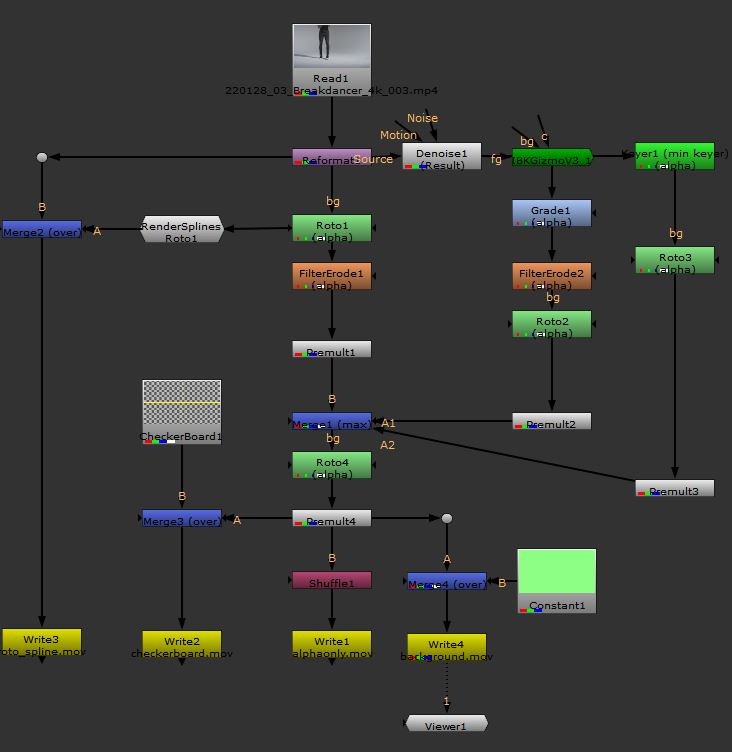 Read1
220128_03_Breakdancer_4k_003.mp4
Noise
Motion
bg
c
Source
Denoise1
(Result)
fg
IBKGizmoV3_1
Keyer1 (min keyer)
(alpha)
B
bg
Merge2 (over)
A
RenderSplines
Roto1
Roto1
(alpha)
Grade1
(alpha)
bg
Roto3
(alpha)
FilterErode1
(alpha)
FilterErode2
(alpha)
bg
Roto2
(alpha)
Premult1
B
CheckerBoard1
Merge1 (max)
A1
Premult2
bg
A2
Roto4
(alpha)
Premult3
B
Merge3 (over)
A
Premult4
B
A
Shuffle1
Merge4 (over)
B
Constant1
Write3
roto_spline.mov
Write2
checkerboard.mov
Write1
alphaonly.mov
Write4
background.mov
1
Viewer1